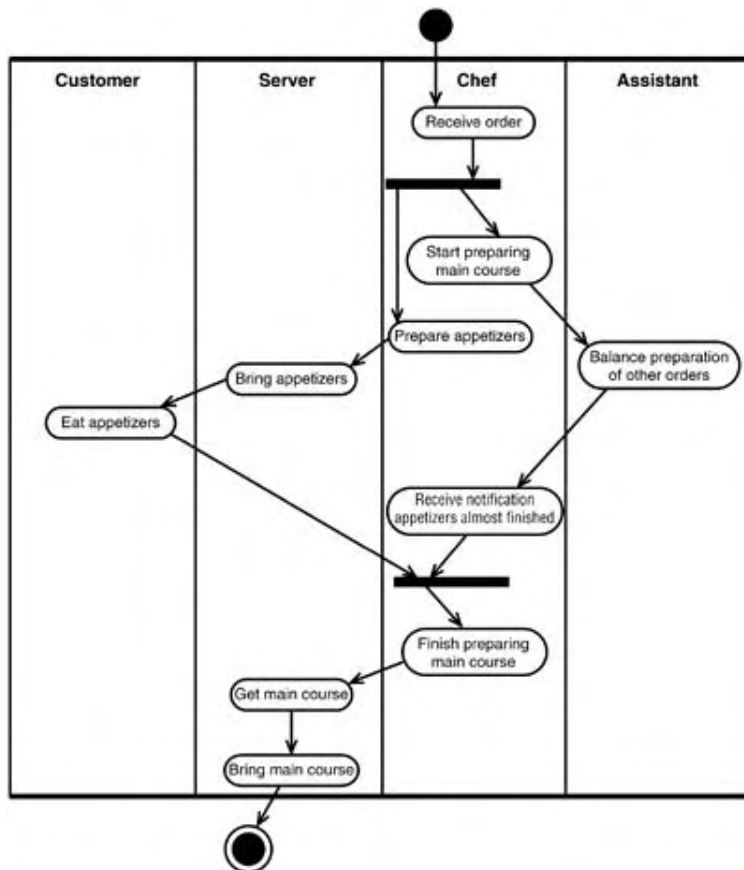 Customer
Server
Chef
Assistant
Receive order
Start preparing
main course
Prepare appetizers
Balance preparation
of other orders
Bring appetizers
Eat appetizers
Receive notification
appetizers almost finished
Finish preparing
main course
Get main course
Bring main course